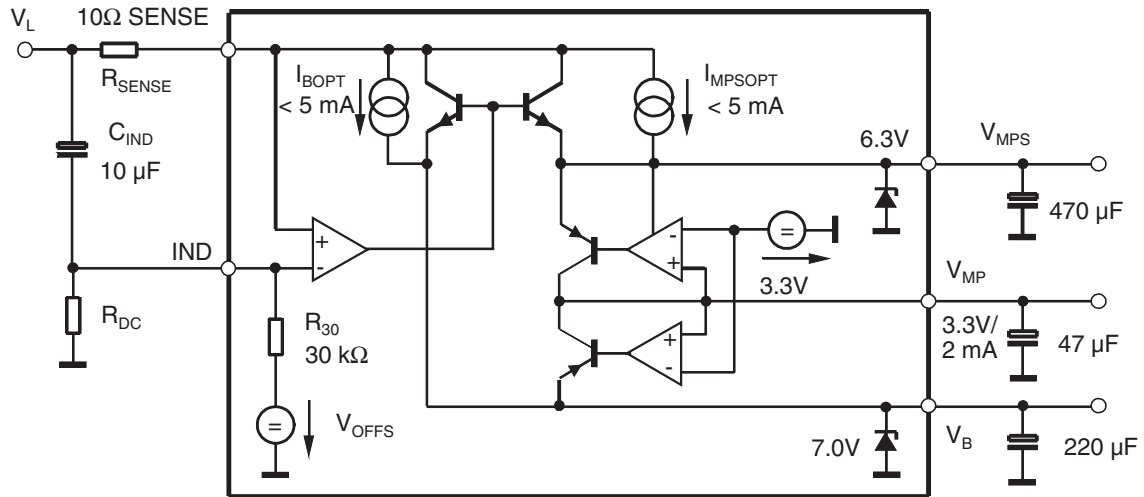 V_L
10Ω SENSE
R_SENSE
I_BOPT
< 5 mA
I_MPSOPT
< 5 mA
C_IND
10 µF
6.3V
V_MPS
470 µF
+
-
-
+
=
3.3V
IND
V_MP
R_DC
R_30
30 kΩ
+
-
3.3V/
2 mA
47 µF
=
V_OFFS
7.0V
V_B
220 µF